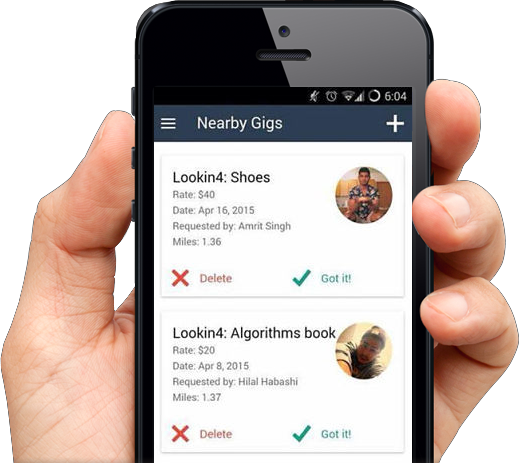 6:04
Nearby Gigs
Lookin4: Shoes
Rate: $40
Date: Apr 16, 2015
Requested by: Amrit Singh
Miles: 1.36
Delete Got it!
Lookin4: Algorithms book
Rate: $20
Date: Apr 8, 2015
Requested by: Hilal Habashi
Miles: 1.37
Delete Got it!